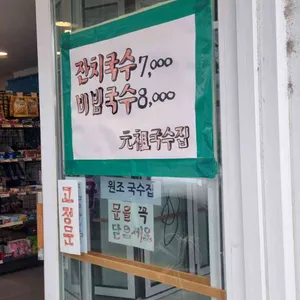 잔치국수 7,000
비빔국수 8,000
元祖국수집
고정문
원조 국수집
문을 꼭
닫으세요